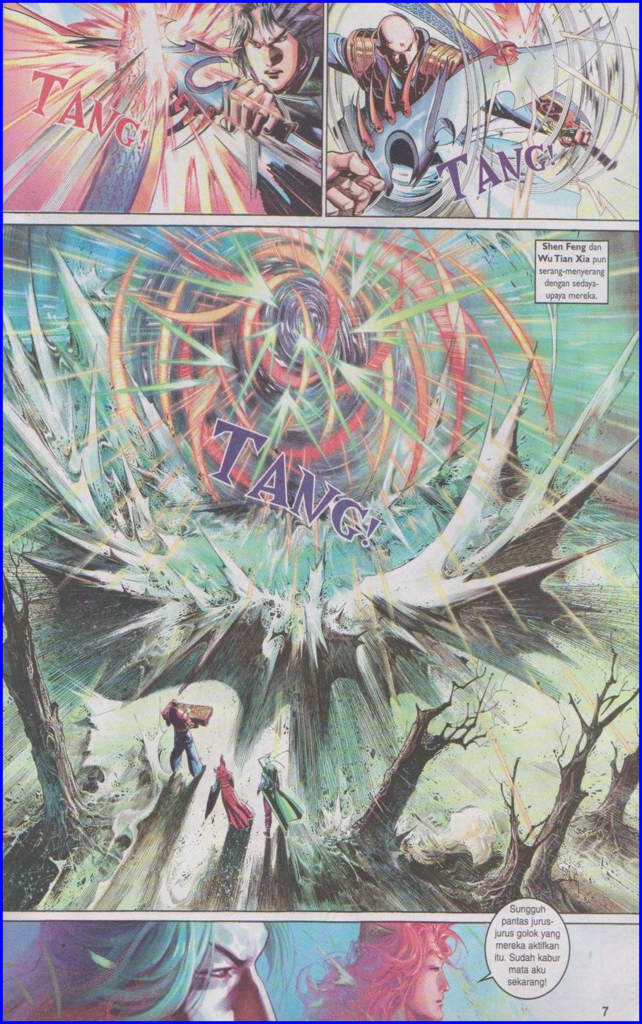 TANG!
TANG!
Shen Feng dan
Wu Tian Xia pun
serang-menyerang
dengan sedaya-
upaya mereka.
TANG!
Sungguh
pantas jurus-
jurus golok yang
mereka aktifkan
itu. Sudah kabur
mata aku
sekarang!
7